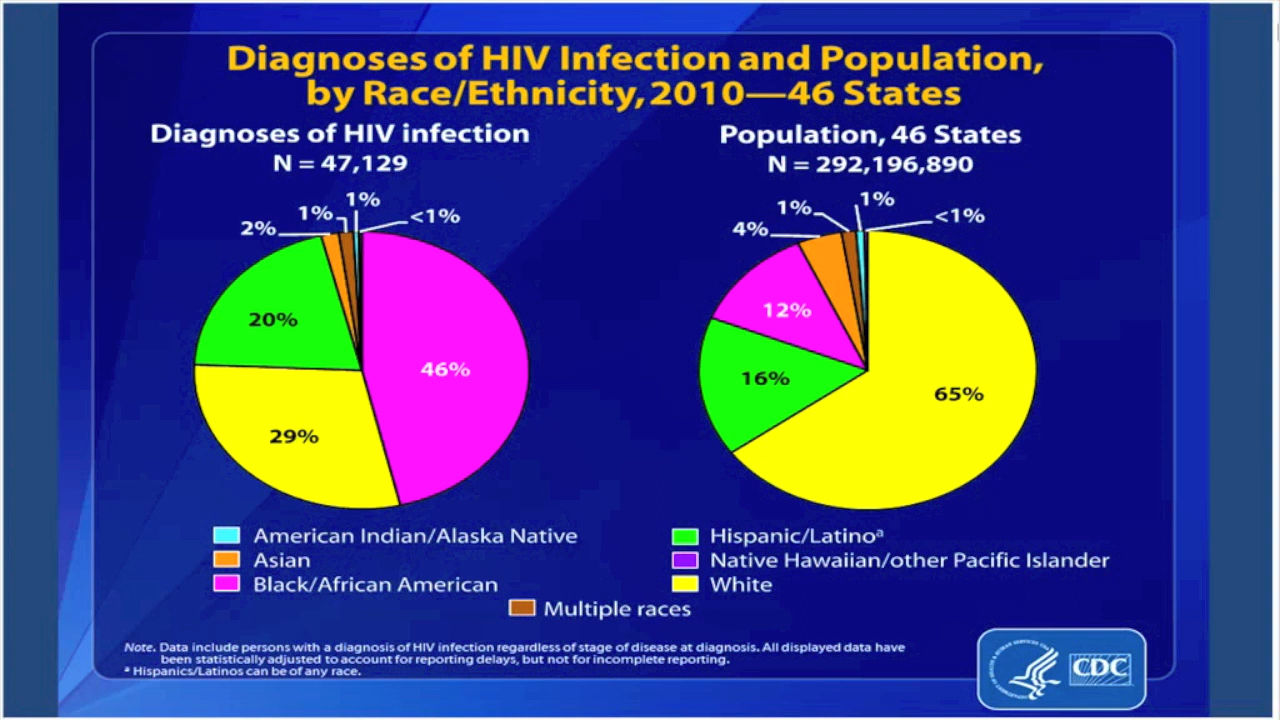 Diagnoses of HIV Infection and Population,
by Race/Ethnicity, 2010—46 States
Diagnoses of HIV infection
N = 47,129
2%
1%
1%
<1%
20%
46%
29%
Population, 46 States
N = 292,196,890
4%
1%
1%
<1%
12%
16%
65%
American Indian/Alaska Native
Asian
Black/African American
Hispanic/Latinoª
Native Hawaiian/other Pacific Islander
White
Multiple races
Note. Data include persons with a diagnosis of HIV infection regardless of stage of disease at diagnosis. All displayed data have
been statistically adjusted to account for reporting delays, but not for incomplete reporting.
ª Hispanics/Latinos can be of any race.
CDC